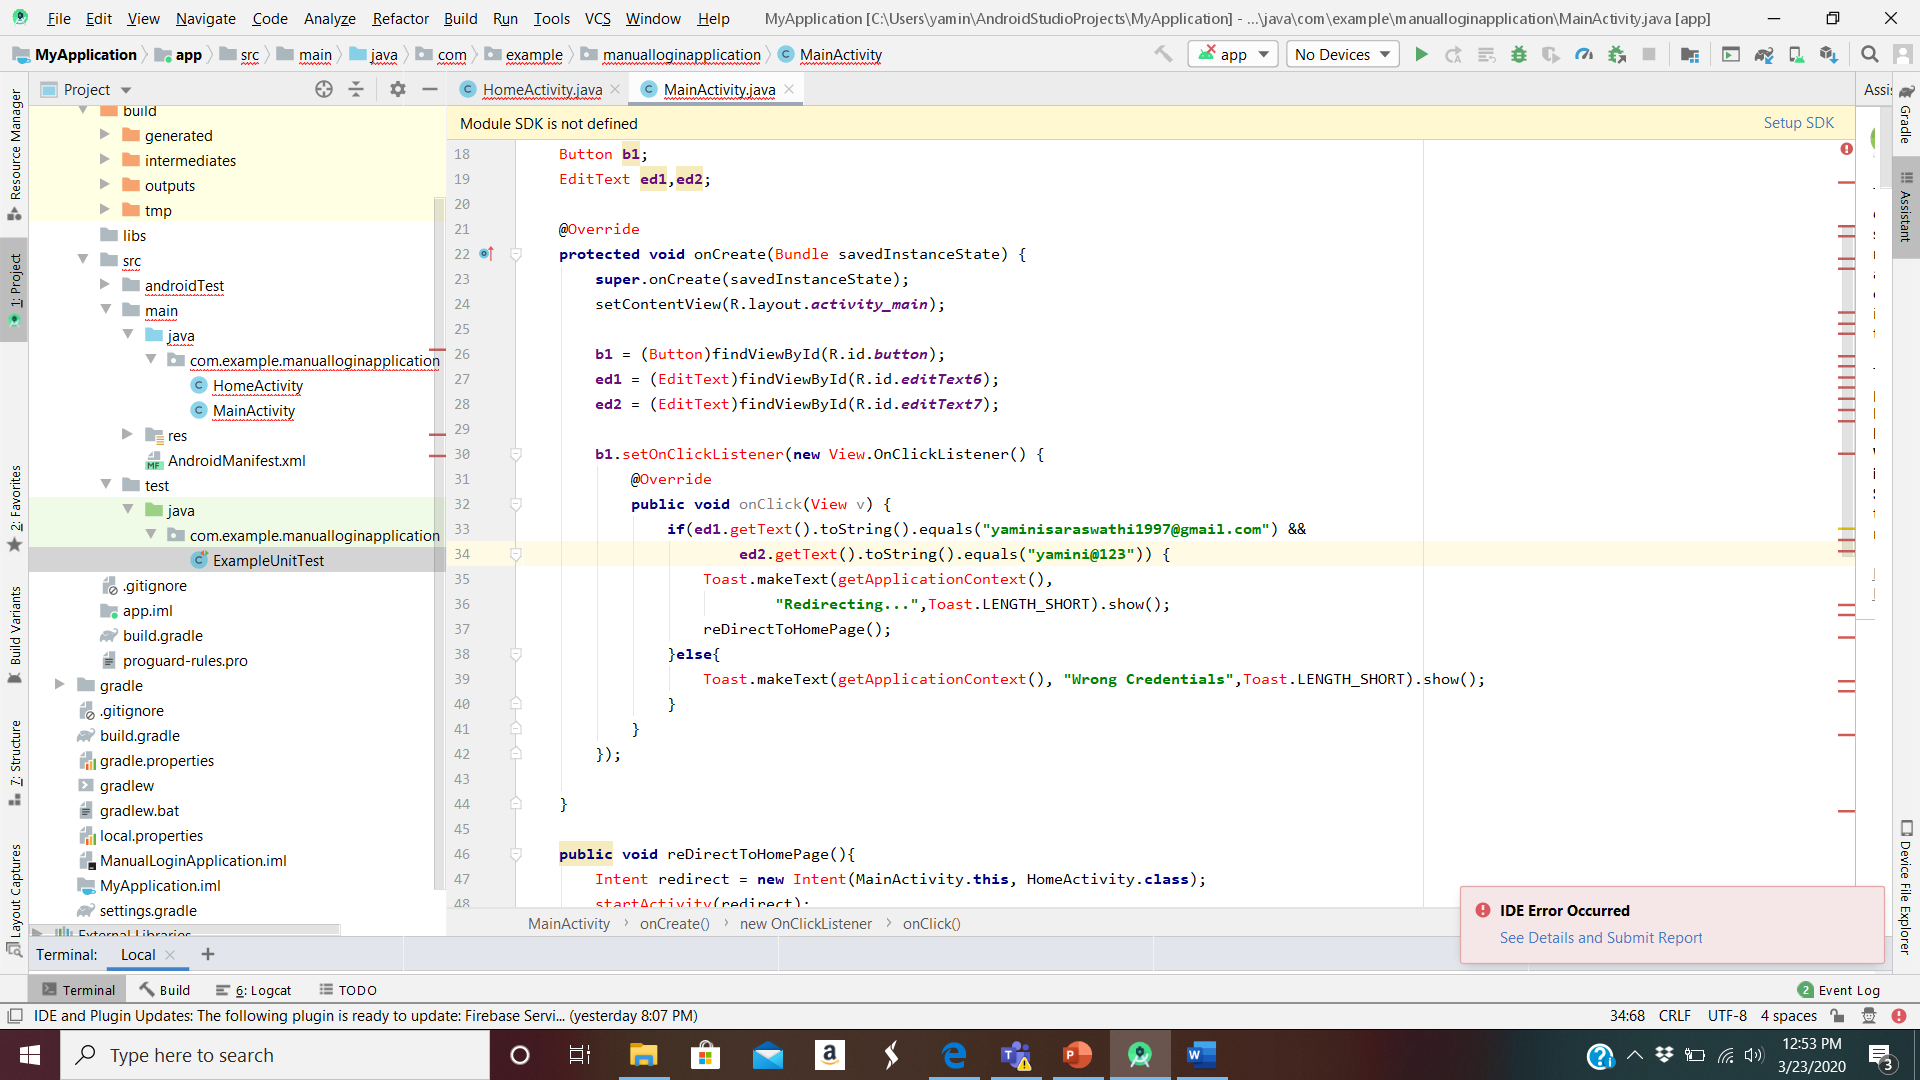 File Edit View Navigate Code Analyze Refactor Build Run Tools VCS Window Help MyApplication [C:\Users\yamin\AndroidStudioProjects\MyApplication] - ...\java\com\example\manualloginapplication\MainActivity.java [app]
MyApplication app src main java com example manualloginapplication MainActivity app No Devices
Project HomeActivity.java MainActivity.java Assi
Module SDK is not defined Setup SDK
build
generated
intermediates
outputs
tmp
libs
src
androidTest
main
java
com.example.manualloginapplication
HomeActivity
MainActivity
res
AndroidManifest.xml
test
java
com.example.manualloginapplication
ExampleUnitTest
.gitignore
app.iml
build.gradle
proguard-rules.pro
gradle
.gitignore
build.gradle
gradle.properties
gradlew
gradlew.bat
local.properties
ManualLoginApplication.iml
MyApplication.iml
settings.gradle
External Libraries
18 Button b1;
19 EditText ed1,ed2;
20
21 @Override
22 protected void onCreate(Bundle savedInstanceState) {
23 super.onCreate(savedInstanceState);
24 setContentView(R.layout.activity_main);
25
26 b1 = (Button)findViewById(R.id.button);
27 ed1 = (EditText)findViewById(R.id.editText6);
28 ed2 = (EditText)findViewById(R.id.editText7);
29
30 b1.setOnClickListener(new View.OnClickListener() {
31 @Override
32 public void onClick(View v) {
33 if(ed1.getText().toString().equals("yaminisaraswathi1997@gmail.com") &&
34 ed2.getText().toString().equals("yamini@123")) {
35 Toast.makeText(getApplicationContext(),
36 "Redirecting...",Toast.LENGTH_SHORT).show();
37 reDirectToHomePage();
38 }else{
39 Toast.makeText(getApplicationContext(), "Wrong Credentials",Toast.LENGTH_SHORT).show();
40 }
41 }
42 });
43
44 }
45
46 public void reDirectToHomePage(){
47 Intent redirect = new Intent(MainActivity.this, HomeActivity.class);
48 startActivity(redirect);
MainActivity onCreate() new OnClickListener onClick()
Resource Manager
1: Project
2: Favorites
Build Variants
7: Structure
Layout Captures
Gradle
Assistant
Device File Explorer
IDE Error Occurred
See Details and Submit Report
Terminal: Local
Terminal Build 6: Logcat TODO 2 Event Log
IDE and Plugin Updates: The following plugin is ready to update: Firebase Servi... (yesterday 8:07 PM) 34:68 CRLF UTF-8 4 spaces
Type here to search
12:53 PM
3/23/2020
3